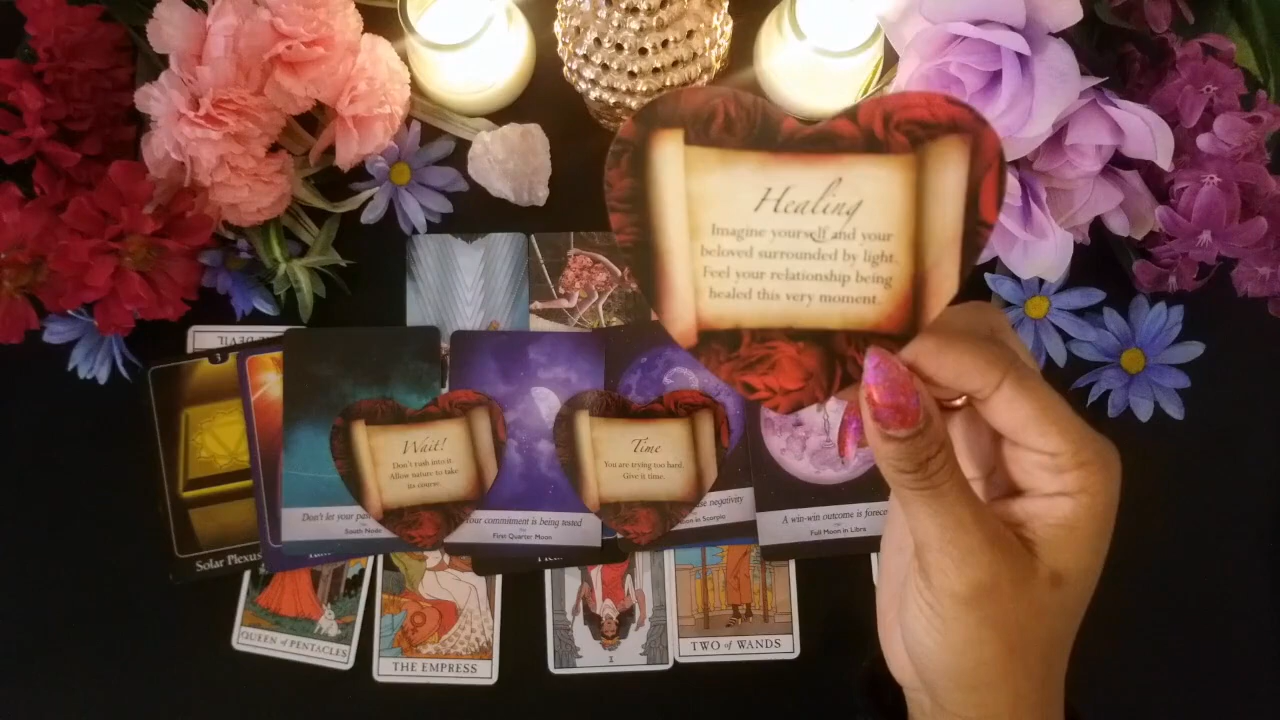 Healing
Imagine yourself and your
beloved surrounded by light.
Feel your relationship being
healed this very moment.
DEVIL
3
Wait!
Don't rush into it.
Allow nature to take
its course.
Time
You are trying too hard.
Give it time.
Don't let your
South Node
Your commitment is being tested
First Quarter Moon
negativity
Moon in Scorpio
A win-win outcome is
Full Moon in Libra
Solar Plexus
QUEEN of PENTACLES
THE EMPRESS
I
TWO of WANDS